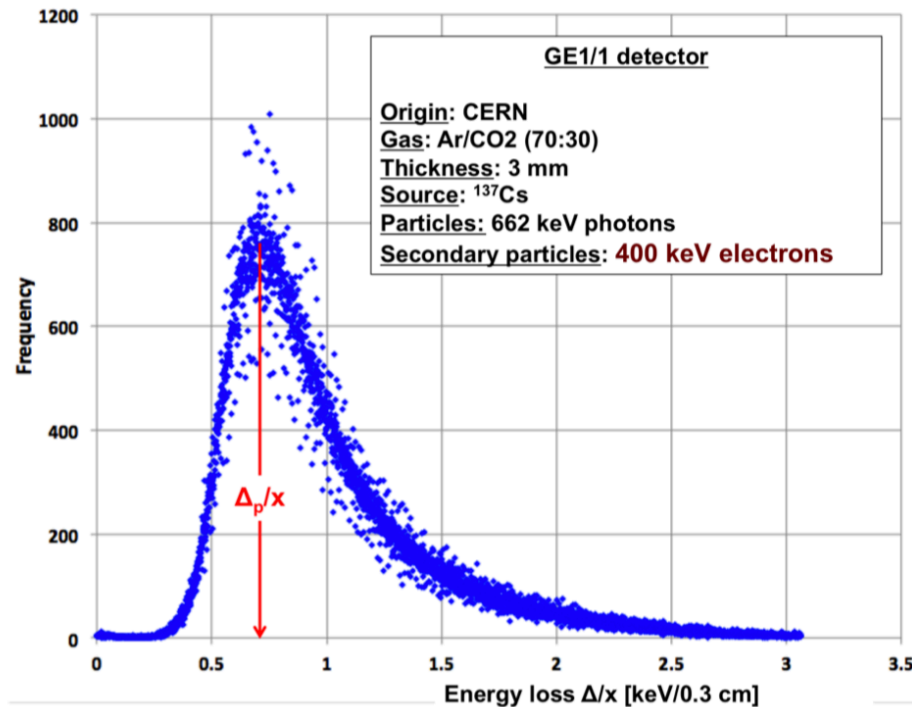 1200
GE1/1 detector
Origin: CERN
1000
Gas: Ar/CO2 (70:30)
Thickness: 3 mm
Source: ¹³⁷Cs
800
Particles: 662 keV photons
Secondary particles: 400 keV electrons
Frequency
600
400
Δₚ/x
200
0
0 0.5 1 1.5 2 2.5 3 3.5
Energy loss Δ/x [keV/0.3 cm]